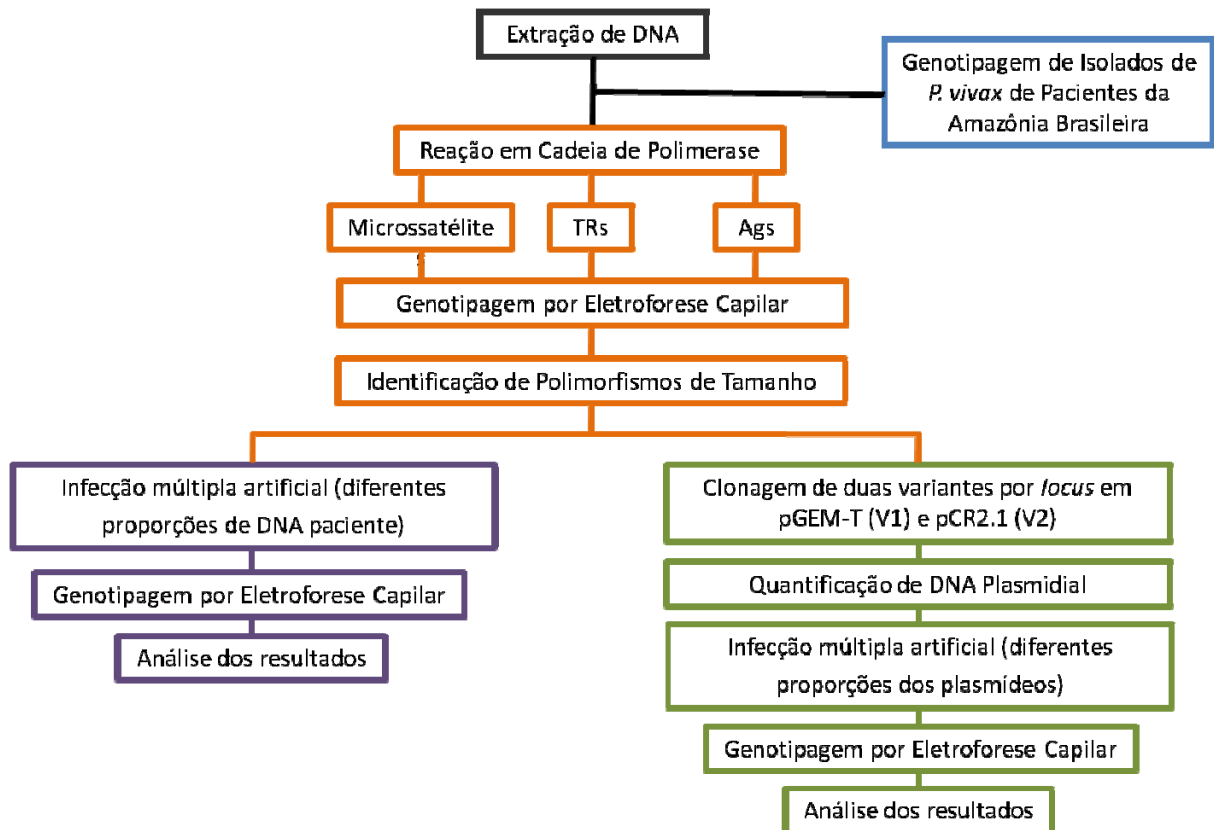 Extração de DNA
Genotipagem de Isolados de
P. vivax de Pacientes da
Amazônia Brasileira
Reação em Cadeia de Polimerase
Microssatélite
s
TRs
Ags
Genotipagem por Eletroforese Capilar
Identificação de Polimorfismos de Tamanho
Infecção múltipla artificial (diferentes
proporções de DNA paciente)
Genotipagem por Eletroforese Capilar
Análise dos resultados
Clonagem de duas variantes por locus em
pGEM-T (V1) e pCR2.1 (V2)
Quantificação de DNA Plasmidial
Infecção múltipla artificial (diferentes
proporções dos plasmídeos)
Genotipagem por Eletroforese Capilar
Análise dos resultados